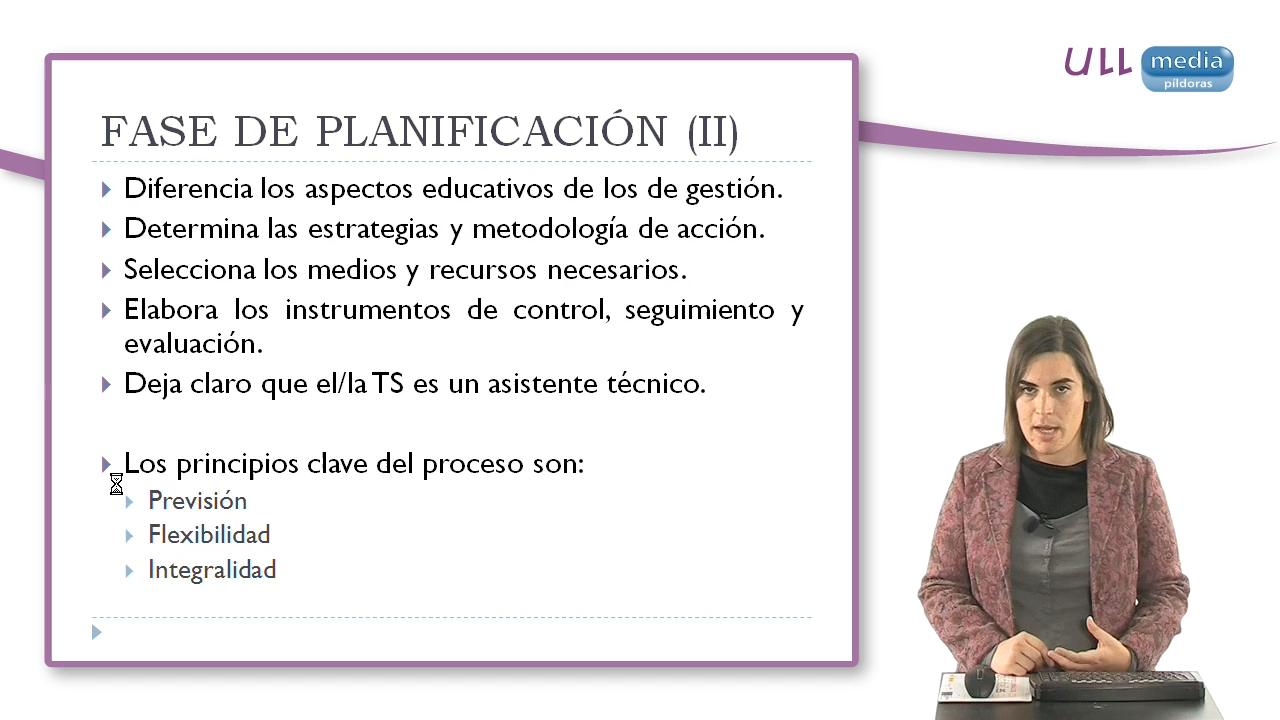 ULL media
píldoras
FASE DE PLANIFICACIÓN (II)
Diferencia los aspectos educativos de los de gestión.
Determina las estrategias y metodología de acción.
Selecciona los medios y recursos necesarios.
Elabora los instrumentos de control, seguimiento y
evaluación.
Deja claro que el/la TS es un asistente técnico.
Los principios clave del proceso son:
Previsión
Flexibilidad
Integralidad